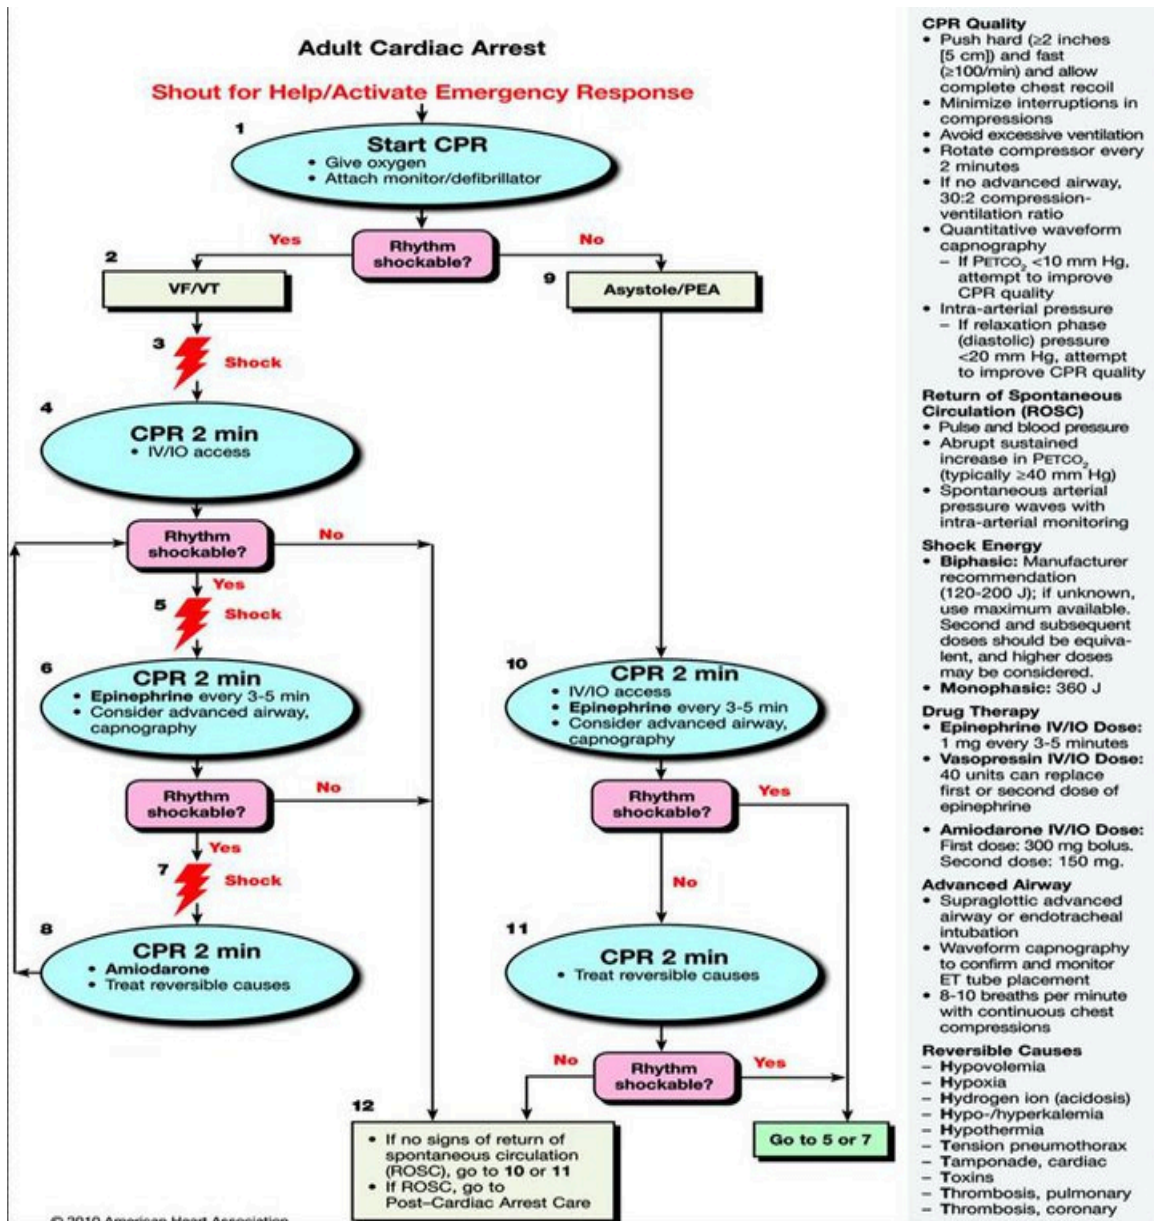 Adult Cardiac Arrest
Shout for Help/Activate Emergency Response
1
Start CPR
• Give oxygen
• Attach monitor/defibrillator
Yes
Rhythm
shockable?
No
2
VF/VT
9
Asystole/PEA
3
Shock
4
CPR 2 min
• IV/IO access
Rhythm
shockable?
No
Yes
5
Shock
6
CPR 2 min
• Epinephrine every 3-5 min
• Consider advanced airway,
capnography
10
CPR 2 min
• IV/IO access
• Epinephrine every 3-5 min
• Consider advanced airway,
capnography
Rhythm
shockable?
No
Yes
7
Shock
Rhythm
shockable?
Yes
No
8
CPR 2 min
• Amiodarone
• Treat reversible causes
11
CPR 2 min
• Treat reversible causes
No
Rhythm
shockable?
Yes
12
• If no signs of return of
spontaneous circulation
(ROSC), go to 10 or 11
• If ROSC, go to
Post–Cardiac Arrest Care
Go to 5 or 7
© 2010 American Heart Association
CPR Quality
• Push hard (≥2 inches
[5 cm]) and fast
(≥100/min) and allow
complete chest recoil
• Minimize interruptions in
compressions
• Avoid excessive ventilation
• Rotate compressor every
2 minutes
• If no advanced airway,
30:2 compression-
ventilation ratio
• Quantitative waveform
capnography
– If PETCO₂ <10 mm Hg,
attempt to improve
CPR quality
• Intra-arterial pressure
– If relaxation phase
(diastolic) pressure
<20 mm Hg, attempt
to improve CPR quality
Return of Spontaneous
Circulation (ROSC)
• Pulse and blood pressure
• Abrupt sustained
increase in PETCO₂
(typically ≥40 mm Hg)
• Spontaneous arterial
pressure waves with
intra-arterial monitoring
Shock Energy
• Biphasic: Manufacturer
recommendation
(120-200 J); if unknown,
use maximum available.
Second and subsequent
doses should be equiva-
lent, and higher doses
may be considered.
• Monophasic: 360 J
Drug Therapy
• Epinephrine IV/IO Dose:
1 mg every 3-5 minutes
• Vasopressin IV/IO Dose:
40 units can replace
first or second dose of
epinephrine
• Amiodarone IV/IO Dose:
First dose: 300 mg bolus.
Second dose: 150 mg.
Advanced Airway
• Supraglottic advanced
airway or endotracheal
intubation
• Waveform capnography
to confirm and monitor
ET tube placement
• 8-10 breaths per minute
with continuous chest
compressions
Reversible Causes
– Hypovolemia
– Hypoxia
– Hydrogen ion (acidosis)
– Hypo-/hyperkalemia
– Hypothermia
– Tension pneumothorax
– Tamponade, cardiac
– Toxins
– Thrombosis, pulmonary
– Thrombosis, coronary